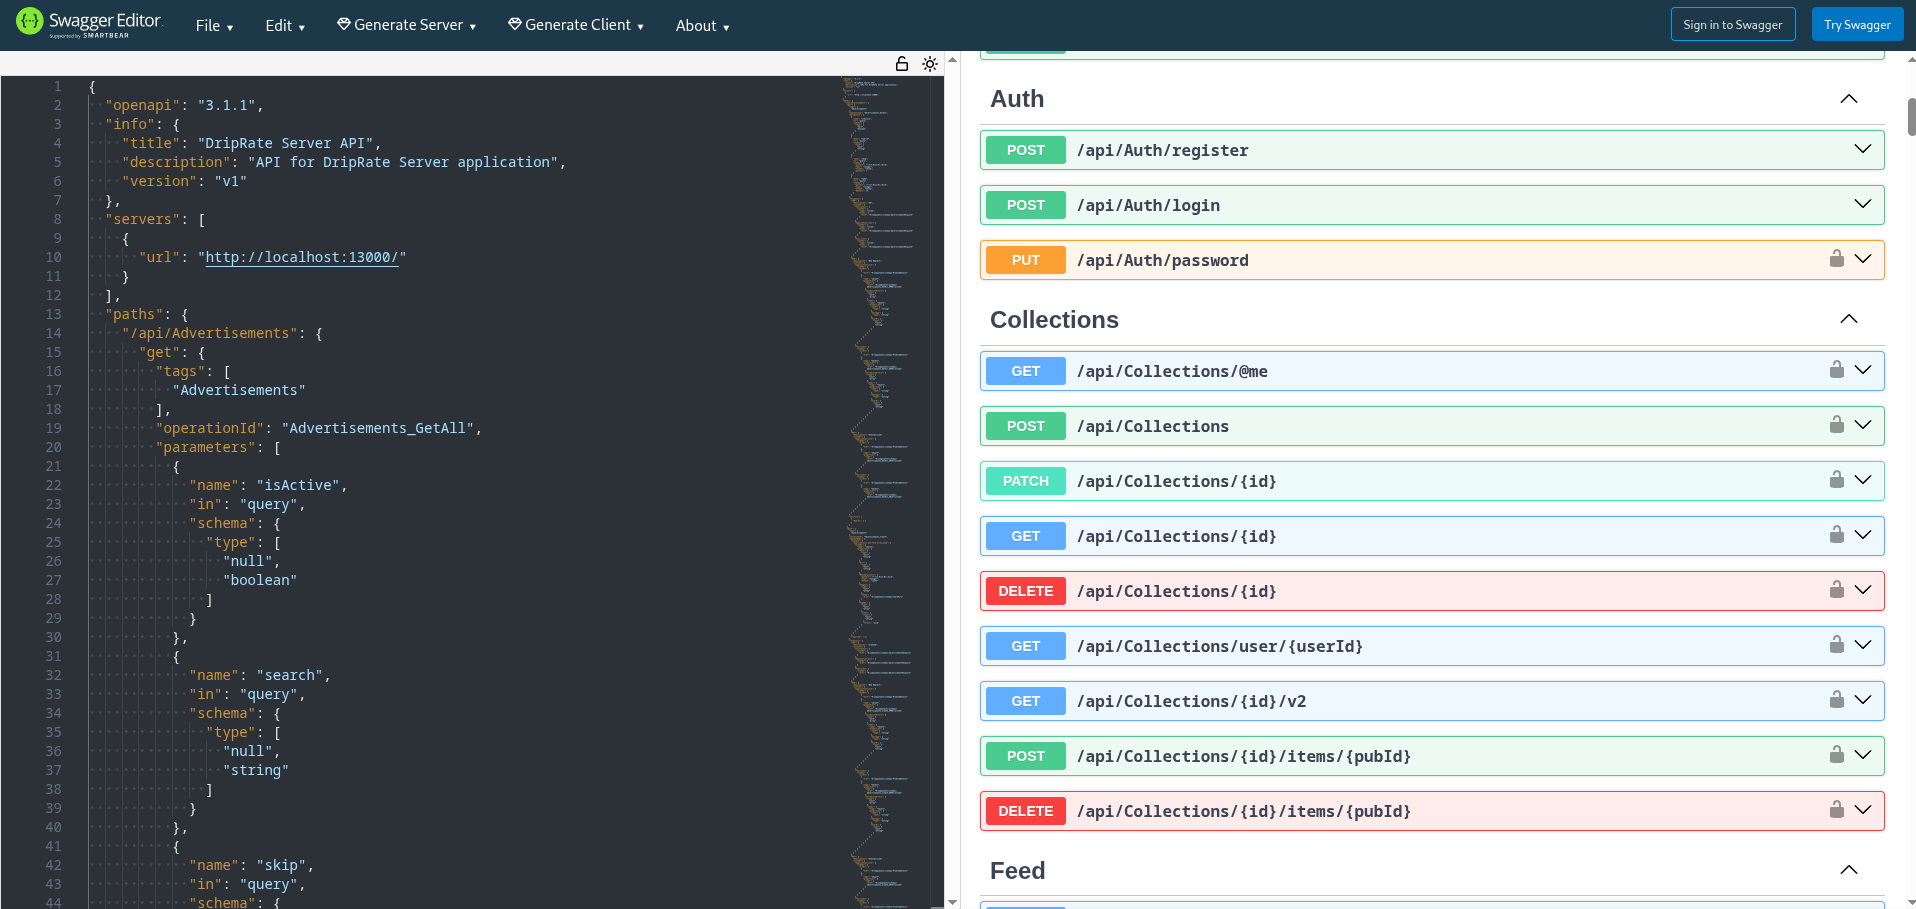 Swagger Editor.
Supported by SMARTBEAR
File
Edit
Generate Server
Generate Client
About
Sign in to Swagger
Try Swagger
1 {
2 "openapi": "3.1.1",
3 "info": {
4 "title": "DripRate Server API",
5 "description": "API for DripRate Server application",
6 "version": "v1"
7 },
8 "servers": [
9 {
10 "url": "http://localhost:13000/"
11 }
12 ],
13 "paths": {
14 "/api/Advertisements": {
15 "get": {
16 "tags": [
17 "Advertisements"
18 ],
19 "operationId": "Advertisements_GetAll",
20 "parameters": [
21 {
22 "name": "isActive",
23 "in": "query",
24 "schema": {
25 "type": [
26 "null",
27 "boolean"
28 ]
29 }
30 },
31 {
32 "name": "search",
33 "in": "query",
34 "schema": {
35 "type": [
36 "null",
37 "string"
38 ]
39 }
40 },
41 {
42 "name": "skip",
43 "in": "query",
44 "schema": {
Auth
POST /api/Auth/register
POST /api/Auth/login
PUT /api/Auth/password
Collections
GET /api/Collections/@me
POST /api/Collections
PATCH /api/Collections/{id}
GET /api/Collections/{id}
DELETE /api/Collections/{id}
GET /api/Collections/user/{userId}
GET /api/Collections/{id}/v2
POST /api/Collections/{id}/items/{pubId}
DELETE /api/Collections/{id}/items/{pubId}
Feed